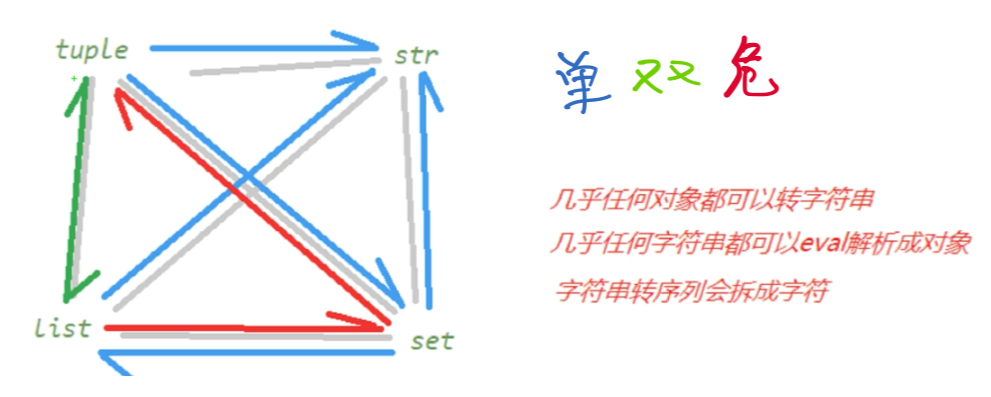 tuple
str
单 双 危
几乎任何对象都可以转字符串
几乎任何字符串都可以eval解析成对象
字符串转序列会拆成字符
list
set